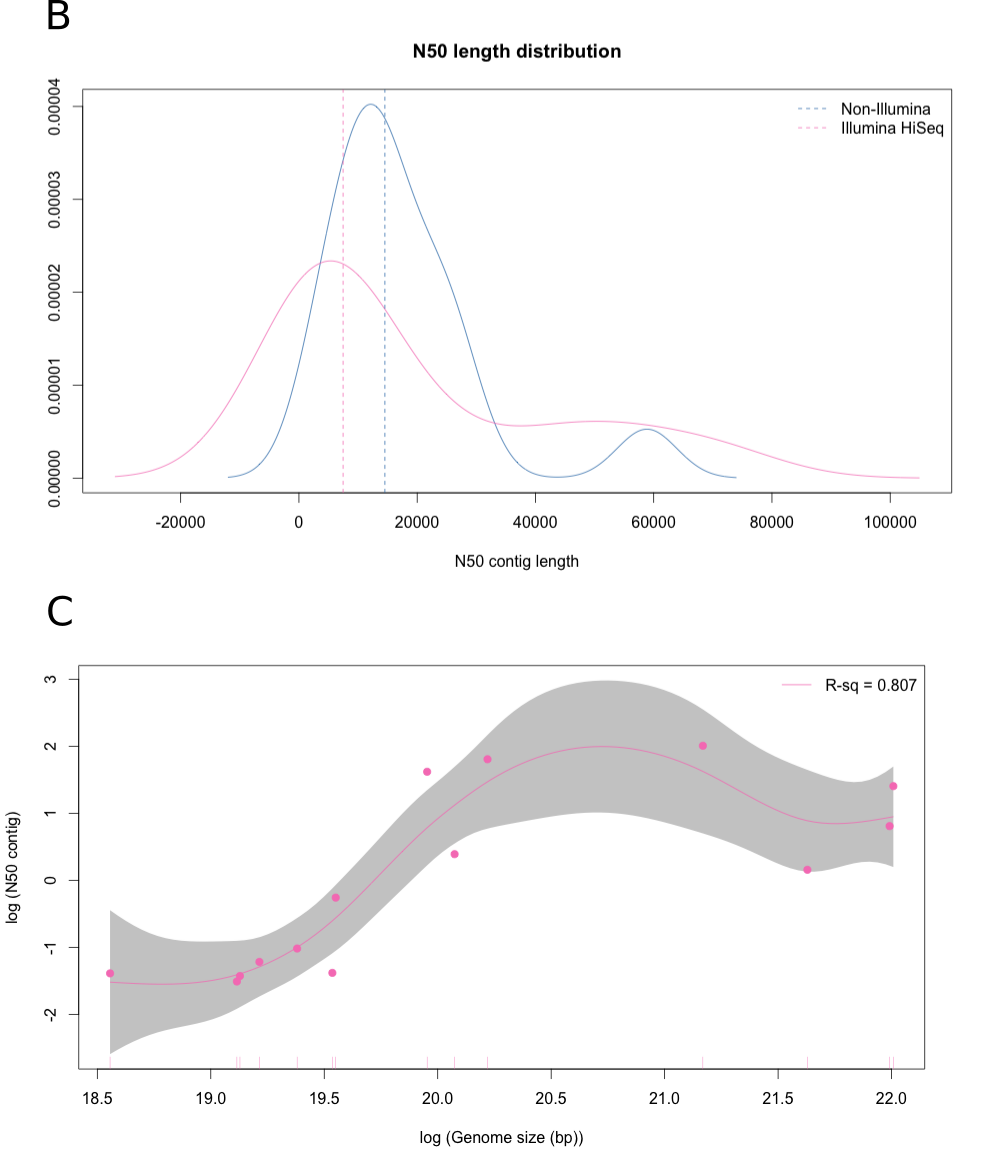 B
N50 length distribution
Non-Illumina
Illumina HiSeq
0.00004
0.00003
0.00002
0.00001
0.00000
-20000 0 20000 40000 60000 80000 100000
N50 contig length
C
R-sq = 0.807
log (N50 contig)
3
2
1
0
-1
-2
18.5 19.0 19.5 20.0 20.5 21.0 21.5 22.0
log (Genome size (bp))